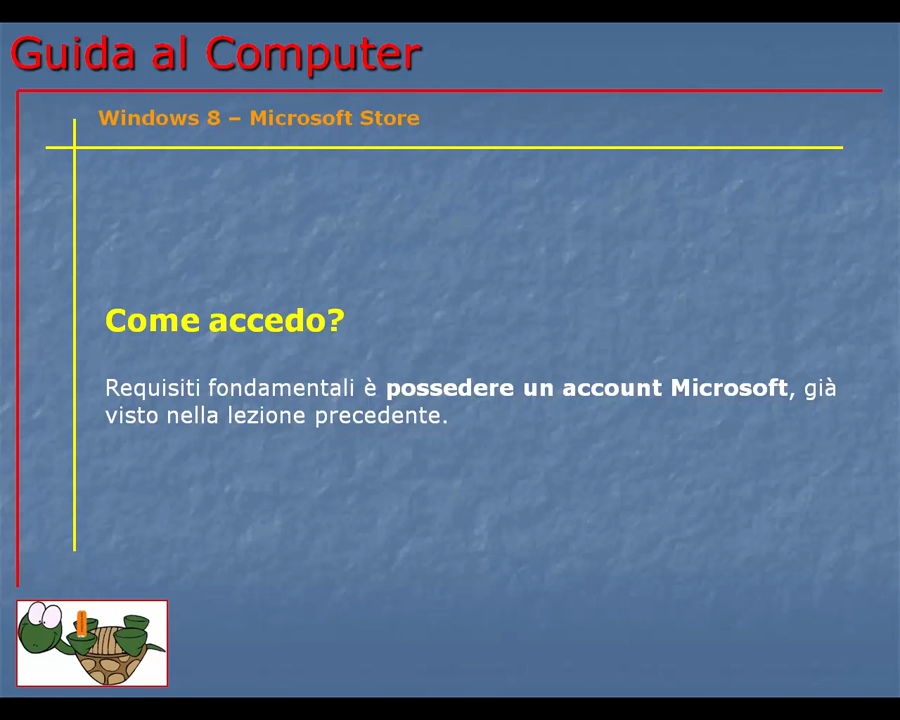 Guida al Computer
Windows 8 – Microsoft Store
Come accedo?
Requisiti fondamentali è possedere un account Microsoft, già
visto nella lezione precedente.